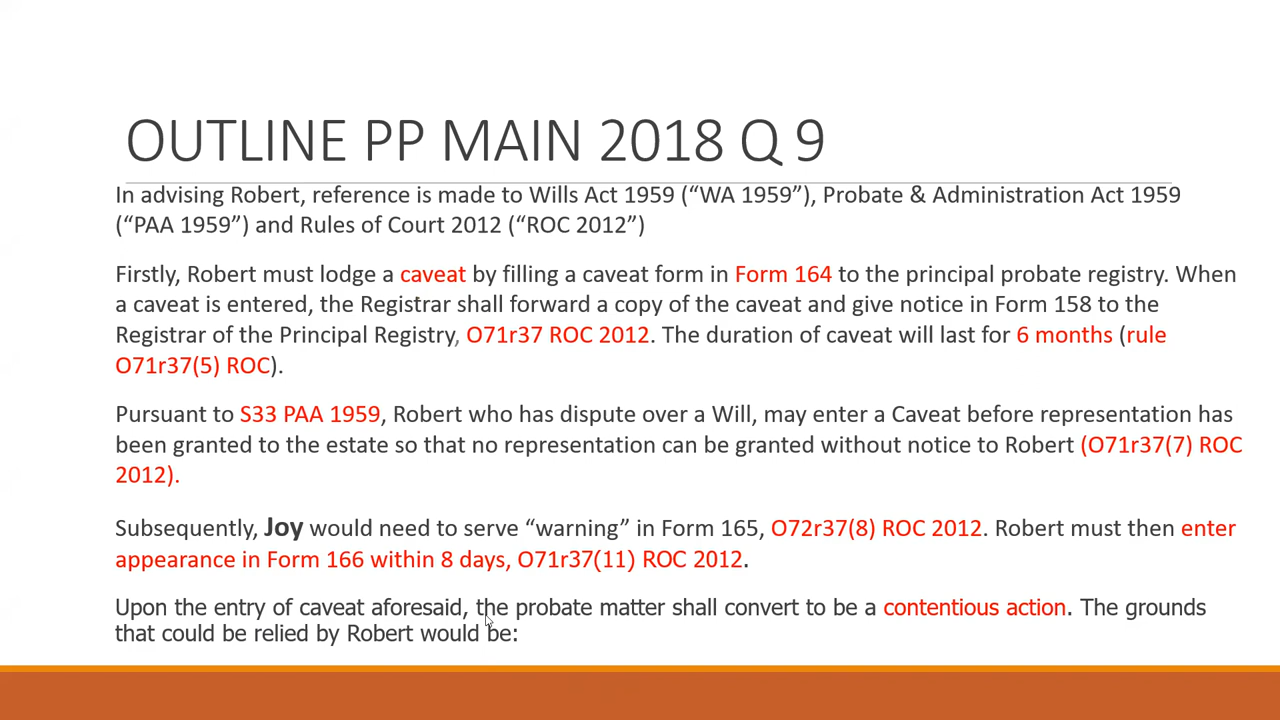 OUTLINE PP MAIN 2018 Q 9
In advising Robert, reference is made to Wills Act 1959 (“WA 1959”), Probate & Administration Act 1959
(“PAA 1959”) and Rules of Court 2012 (“ROC 2012”)
Firstly, Robert must lodge a caveat by filling a caveat form in Form 164 to the principal probate registry. When
a caveat is entered, the Registrar shall forward a copy of the caveat and give notice in Form 158 to the
Registrar of the Principal Registry, O71r37 ROC 2012. The duration of caveat will last for 6 months (rule
O71r37(5) ROC).
Pursuant to S33 PAA 1959, Robert who has dispute over a Will, may enter a Caveat before representation has
been granted to the estate so that no representation can be granted without notice to Robert (O71r37(7) ROC
2012).
Subsequently, Joy would need to serve “warning” in Form 165, O72r37(8) ROC 2012. Robert must then enter
appearance in Form 166 within 8 days, O71r37(11) ROC 2012.
Upon the entry of caveat aforesaid, the probate matter shall convert to be a contentious action. The grounds
that could be relied by Robert would be: